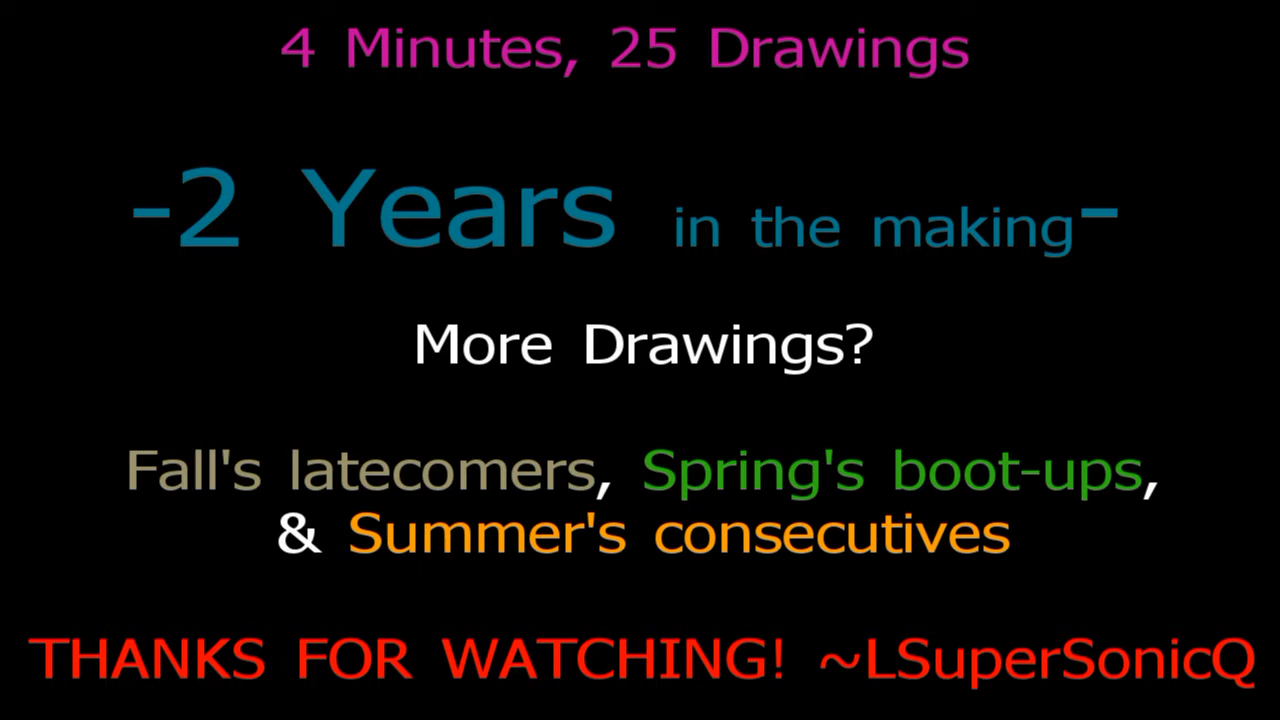 4 Minutes, 25 Drawings
-2 Years in the making-
More Drawings?
Fall's latecomers, Spring's boot-ups,
& Summer's consecutives
THANKS FOR WATCHING! ~LSuperSonicQ